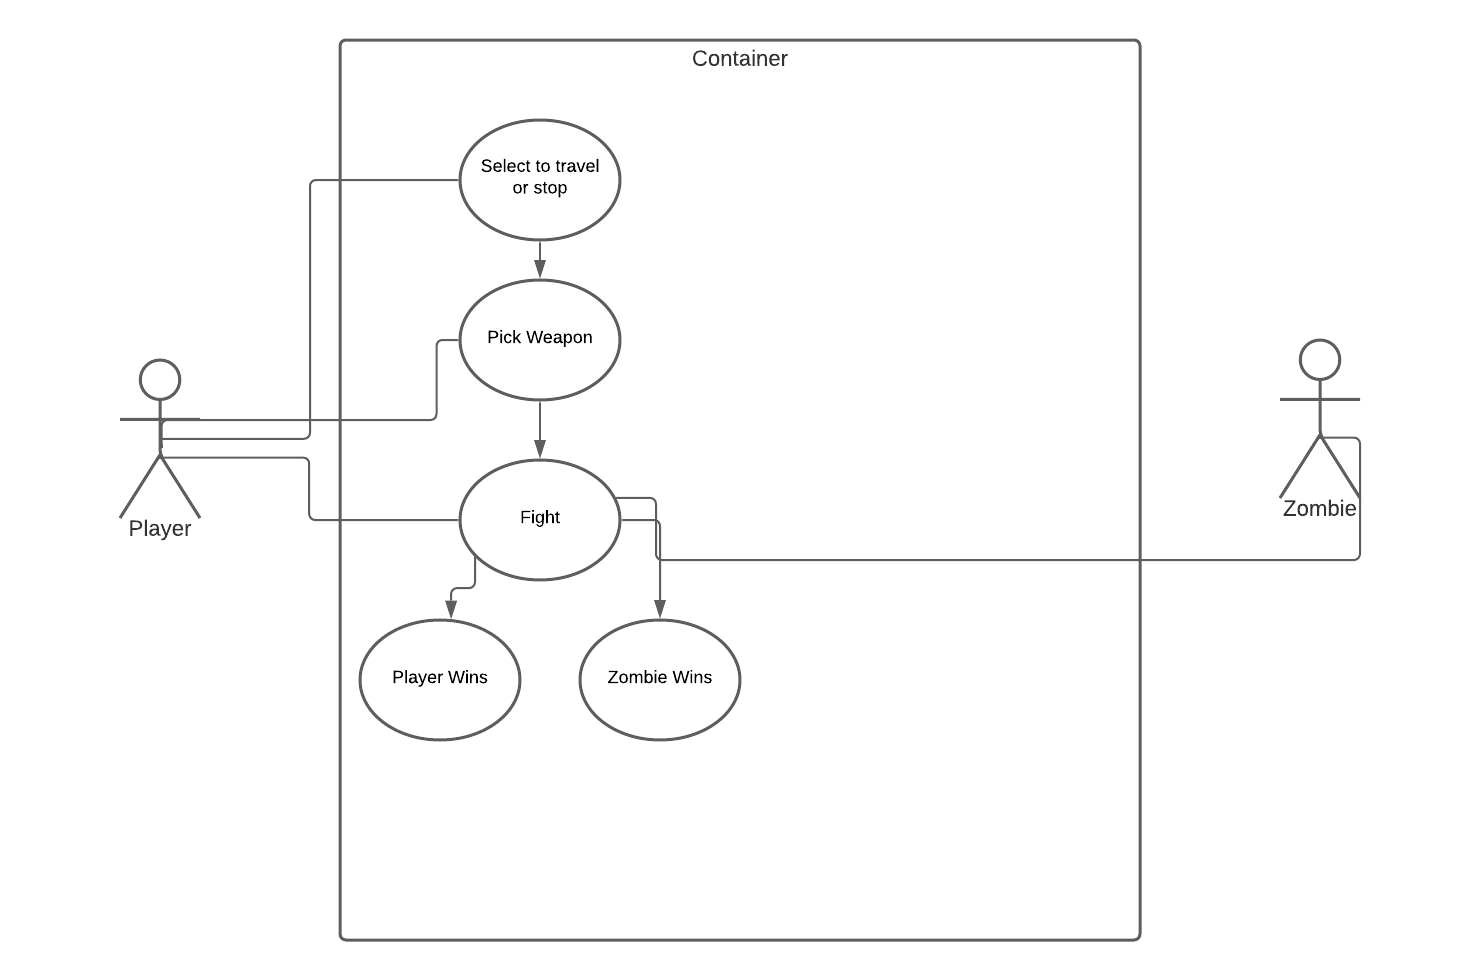 Container
Select to travel
or stop
Pick Weapon
Player
Zombie
Fight
Player Wins
Zombie Wins